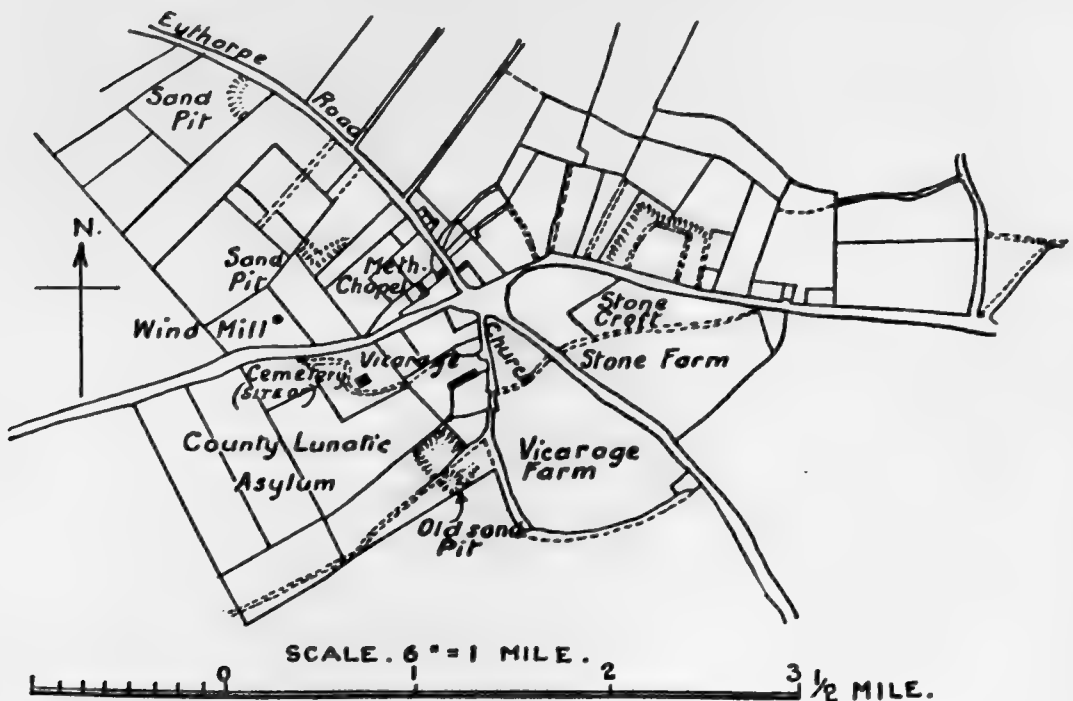 Eythorpe
Road
Sand
Pit
N.
Sand
Pit
Meth.
Chapel
Wind Mill
Stone
Croft
Stone Farm
Church
Vicarage
Cemetery
(SITE OF)
County Lunatic
Asylum
Vicarage
Farm
Old sand
Pit
SCALE. 6"=1 MILE.
0 1 2 3 1/2 MILE.